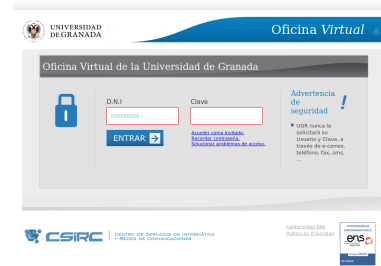 UNIVERSIDAD
DE GRANADA
Oficina Virtual
Oficina Virtual de la Universidad de Granada
D.N.I
Clave
00000000
ENTRAR
Acceder como invitado.
Recordar contraseña.
Solucionar problemas de acceso.
Advertencia
de
seguridad
!
UGR nunca le
solicitará su
Usuario y Clave, a
través de e-correo,
teléfono, fax, sms,
...
CSIRC
CENTRO DE SERVICIOS DE INFORMÁTICA
Y REDES DE COMUNICACIONES
Conformidad ENS
Política de Privacidad
ens